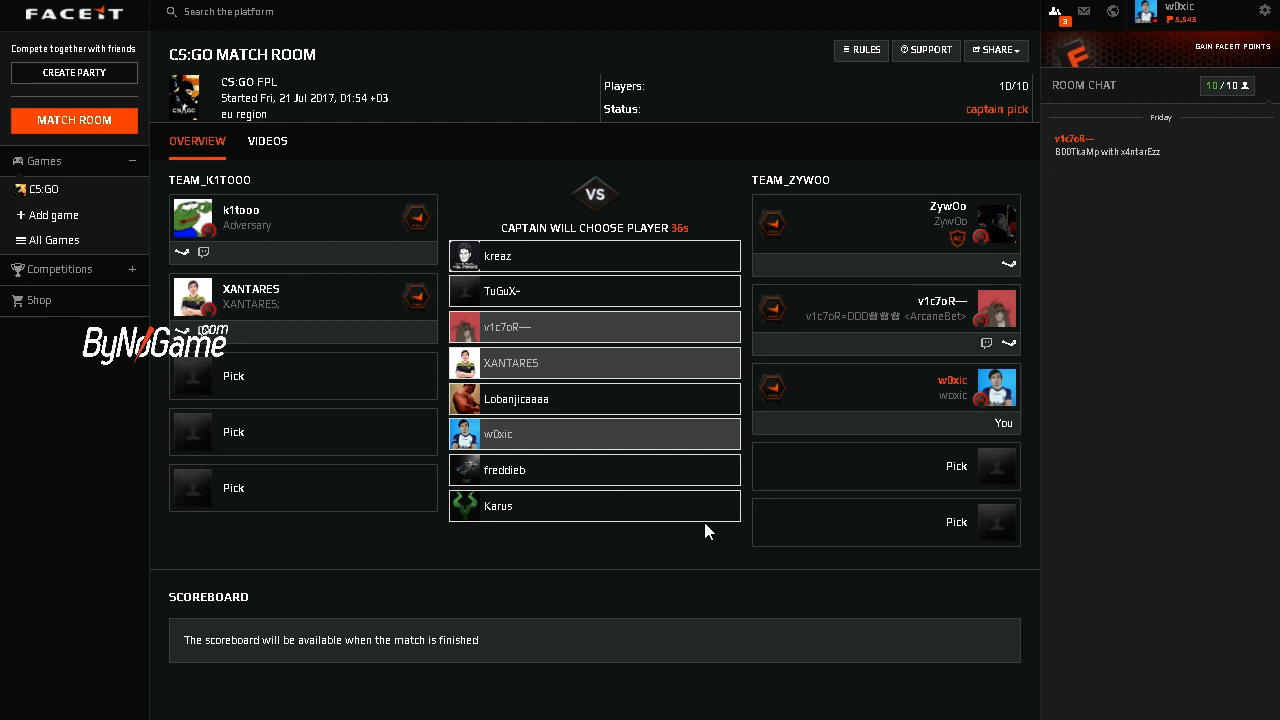 FACEIT
Search the platform
w0xic
5,545
3
Compete together with friends
CREATE PARTY
MATCH ROOM
Games
CS:GO
Add game
All Games
Competitions
Shop
ByNoGame.com
CS:GO MATCH ROOM
RULES
SUPPORT
SHARE
CS:GO FPL
Started Fri, 21 Jul 2017, 01:54 +03
eu region
Players:
10/10
Status:
captain pick
OVERVIEW
VIDEOS
TEAM_K1TOOO
k1tooo
Adversary
XANTARES
XANTARES;
Pick
Pick
Pick
VS
CAPTAIN WILL CHOOSE PLAYER 36s
kreaz
TuGuX-
v1c7oR—
XANTARES
Lobanjicaaaa
w0xic
freddieb
Karus
TEAM_ZYWOO
ZywOo
ZywOo
AC
v1c7oR—
<ArcaneBet>
w0xic
woxic
You
Pick
Pick
SCOREBOARD
The scoreboard will be available when the match is finished
GAIN FACEIT POINTS
ROOM CHAT
10 / 10
Friday
v1c7oR—
B00TkaMp with x4ntarEzz